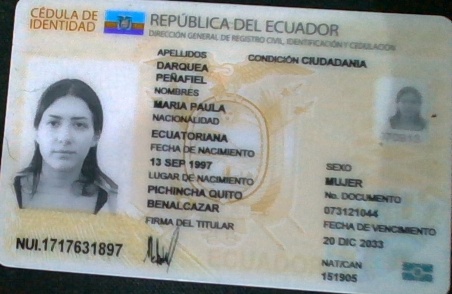 CÉDULA DE
IDENTIDAD
REPÚBLICA DEL ECUADOR
DIRECCIÓN GENERAL DE REGISTRO CIVIL, IDENTIFICACIÓN Y CEDULACIÓN
APELLIDOS
CONDICIÓN CIUDADANIA
DARQUEA
PEÑAFIEL
NOMBRES
MARIA PAULA
NACIONALIDAD
ECUATORIANA
FECHA DE NACIMIENTO
13 SEP 1997
LUGAR DE NACIMIENTO
PICHINCHA QUITO
BENALCAZAR
FIRMA DEL TITULAR
SEXO
MUJER
No. DOCUMENTO
073121044
FECHA DE VENCIMIENTO
20 DIC 2033
NAT/CAN
151905
NUI.1717631897
ECUADOR